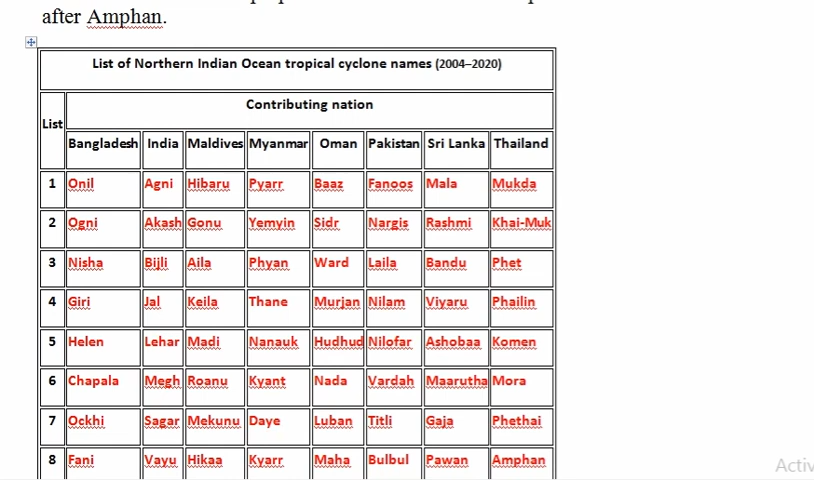 after Amphan.
List of Northern Indian Ocean tropical cyclone names (2004–2020)
List
Contributing nation
Bangladesh India Maldives Myanmar Oman Pakistan Sri Lanka Thailand
1 Onil Agni Hibaru Pyarr Baaz Fanoos Mala Mukda
2 Ogni Akash Gonu Yemyin Sidr Nargis Rashmi Khai-Muk
3 Nisha Bijli Aila Phyan Ward Laila Bandu Phet
4 Giri Jal Keila Thane Murjan Nilam Viyaru Phailin
5 Helen Lehar Madi Nanauk Hudhud Nilofar Ashobaa Komen
6 Chapala Megh Roanu Kyant Nada Vardah Maarutha Mora
7 Ockhi Sagar Mekunu Daye Luban Titli Gaja Phethai
8 Fani Vayu Hikaa Kyarr Maha Bulbul Pawan Amphan
Activ